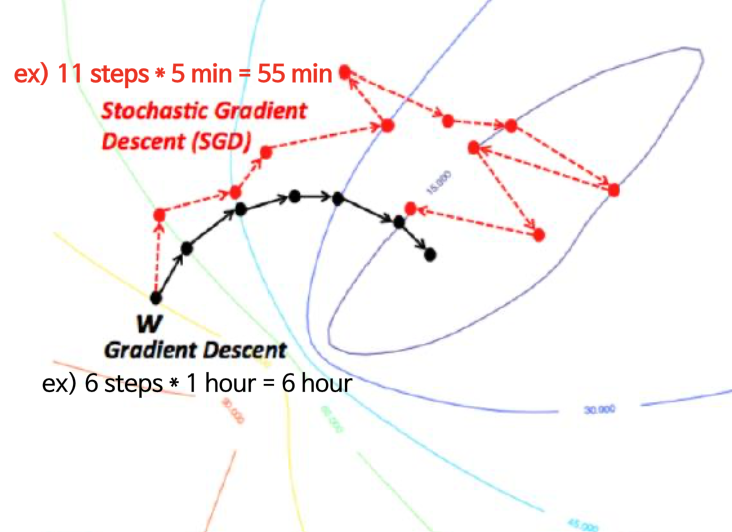 ex) 11 steps * 5 min = 55 min
Stochastic Gradient
Descent (SGD)
15.000
W
Gradient Descent
ex) 6 steps * 1 hour = 6 hour
90.000
60.000
30.000
45.000